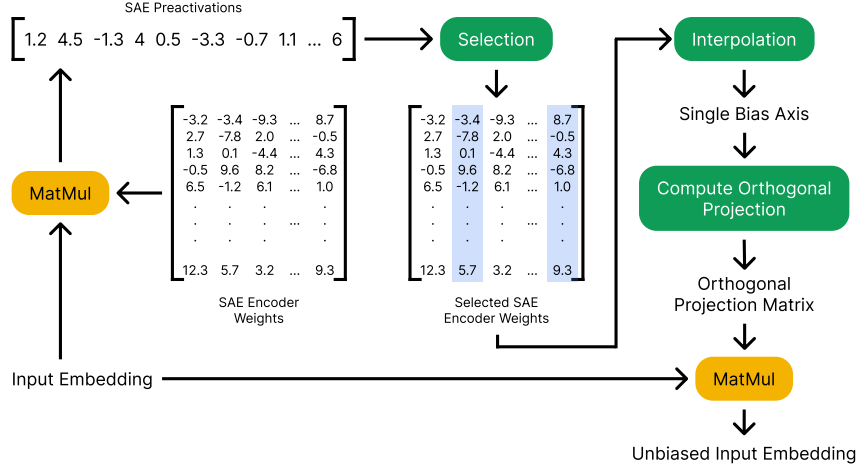 SAE Preactivations
1.2 4.5 -1.3 4 0.5 -3.3 -0.7 1.1 ... 6
Selection
Interpolation
Single Bias Axis
Compute Orthogonal
Projection
Orthogonal
Projection Matrix
MatMul
Unbiased Input Embedding
MatMul
-3.2 -3.4 -9.3 ... 8.7
2.7 -7.8 2.0 ... -0.5
1.3 0.1 -4.4 ... 4.3
-0.5 9.6 8.2 ... -6.8
6.5 -1.2 6.1 ... 1.0
. . . .
. . . ... .
. . . .
12.3 5.7 3.2 ... 9.3
SAE Encoder
Weights
-3.2 -3.4 -9.3 ... 8.7
2.7 -7.8 2.0 ... -0.5
1.3 0.1 -4.4 ... 4.3
-0.5 9.6 8.2 ... -6.8
6.5 -1.2 6.1 ... 1.0
. . . .
. . . ... .
. . . .
12.3 5.7 3.2 ... 9.3
Selected SAE
Encoder Weights
Input Embedding